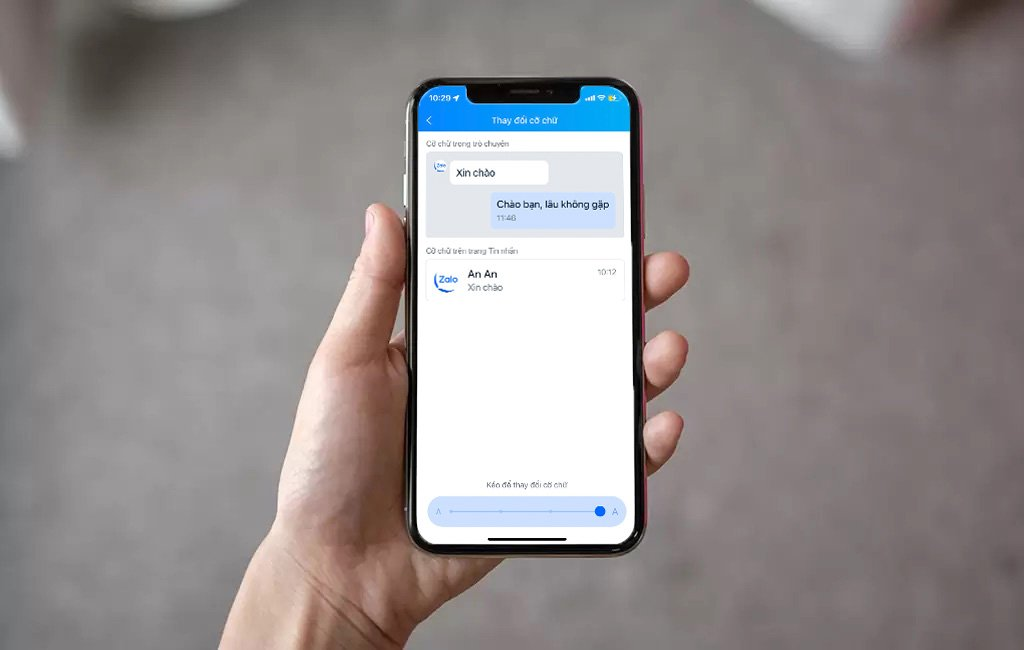 10:29
Thay đổi cỡ chữ
Cỡ chữ trong trò chuyện
Zalo
Xin chào
Chào bạn, lâu không gặp
11:46
Cỡ chữ trên trang Tin nhắn
Zalo
An An
10:12
Xin chào
Kéo để thay đổi cỡ chữ
A
A